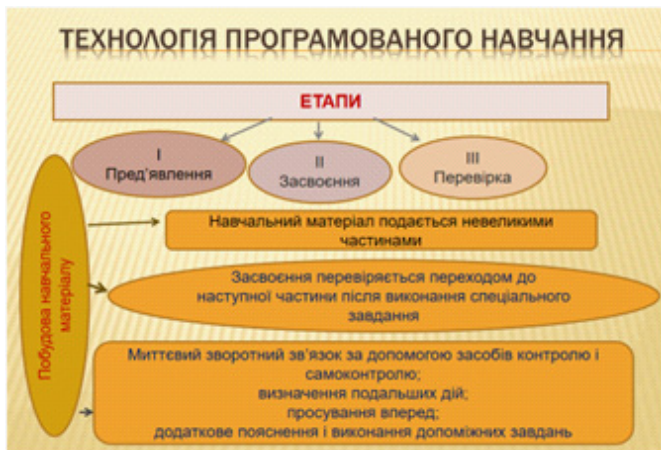 ТЕХНОЛОГІЯ ПРОГРАМОВАНОГО НАВЧАННЯ
ЕТАПИ
I
Пред'явлення
II
Засвоєння
III
Перевірка
Побудова навчального
матеріалу
Навчальний матеріал подається невеликими
частинами
Засвоєння перевіряється переходом до
наступної частини після виконання спеціального
завдання
Миттєвий зворотний зв'язок за допомогою засобів контролю і
самоконтролю;
визначення подальших дій;
просування вперед;
додаткове пояснення і виконання допоміжних завдань